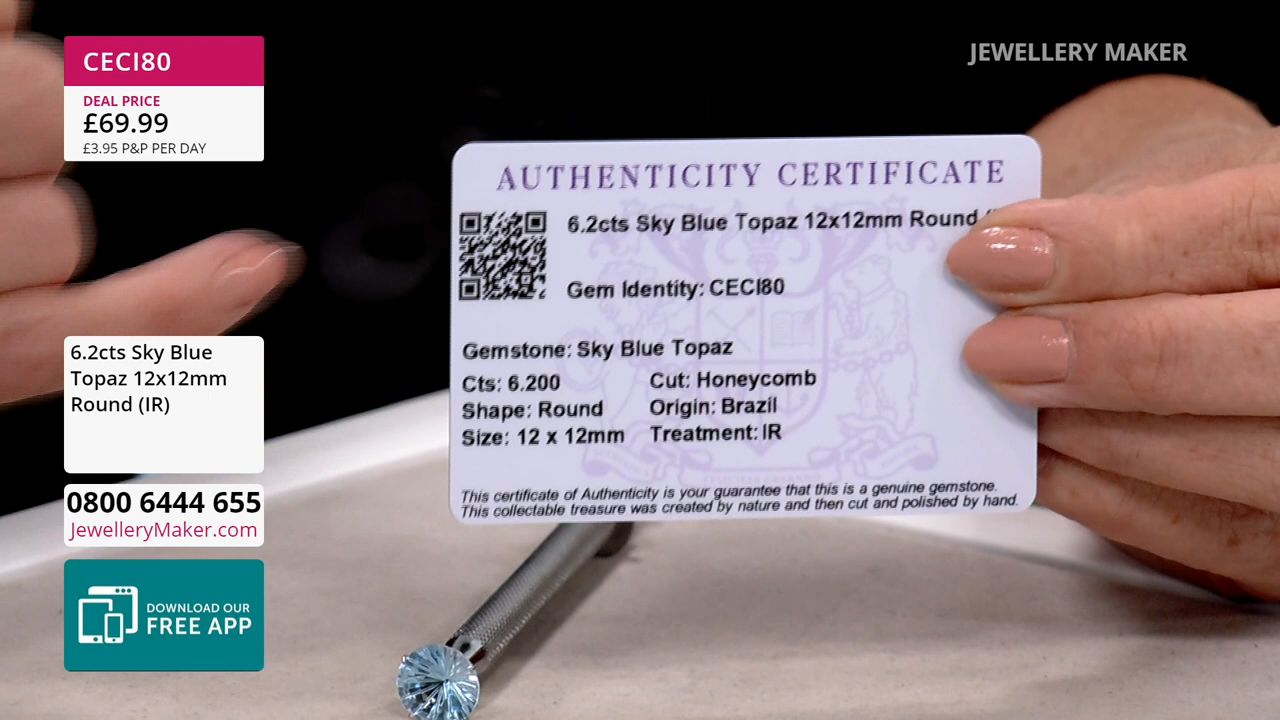 CECI80
DEAL PRICE
£69.99
£3.95 P&P PER DAY
JEWELLERY MAKER
AUTHENTICITY CERTIFICATE
6.2cts Sky Blue Topaz 12x12mm Round
Gem Identity: CECI80
Gemstone: Sky Blue Topaz
Cts: 6.200 Cut: Honeycomb
Shape: Round Origin: Brazil
Size: 12 x 12mm Treatment: IR
This certificate of Authenticity is your guarantee that this is a genuine gemstone.
This collectable treasure was created by nature and then cut and polished by hand.
6.2cts Sky Blue
Topaz 12x12mm
Round (IR)
0800 6444 655
JewelleryMaker.com
DOWNLOAD OUR
FREE APP